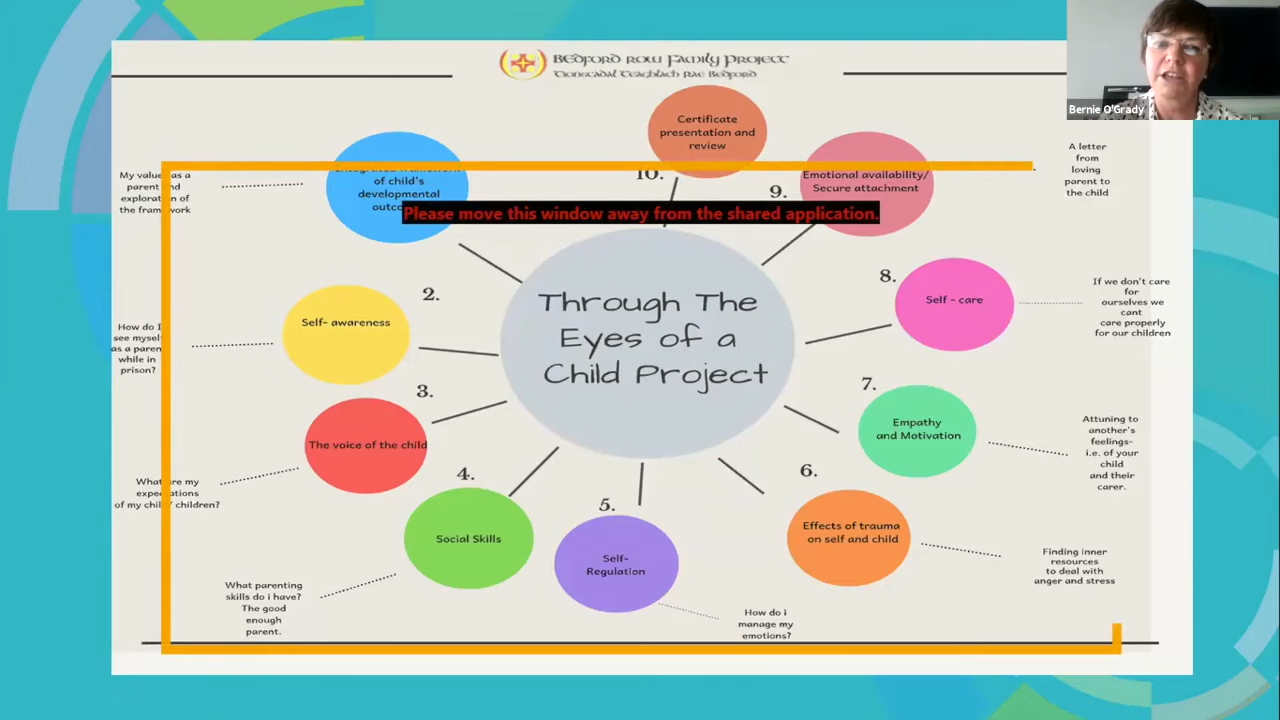 BEDFORD ROW FAMILY PROJECT
Tionscadal Teaghlach Rae Bedford
Bernie O'Grady
Certificate
presentation and
review
10.
of child's
developmental
My value as a
parent and
exploration of
the framework
Emotional availability/
Secure attachment
9.
A letter
from
loving
parent to
the child
Please move this window away from the shared application.
Through The
Eyes of a
Child Project
2.
Self- awareness
How do I
see myself
as a parent
while in
prison?
3.
The voice of the child
What are my
expectations
of my child/ children?
4.
Social Skills
What parenting
skills do i have?
The good
enough
parent.
5.
Self-
Regulation
How do i
manage my
emotions?
6.
Effects of trauma
on self and child
Finding inner
resources
to deal with
anger and stress
7.
Empathy
and Motivation
Attuning to
another's
feelings-
i.e. of your
child
and their
carer.
8.
Self - care
If we don't care
for
ourselves we
cant
care properly
for our children